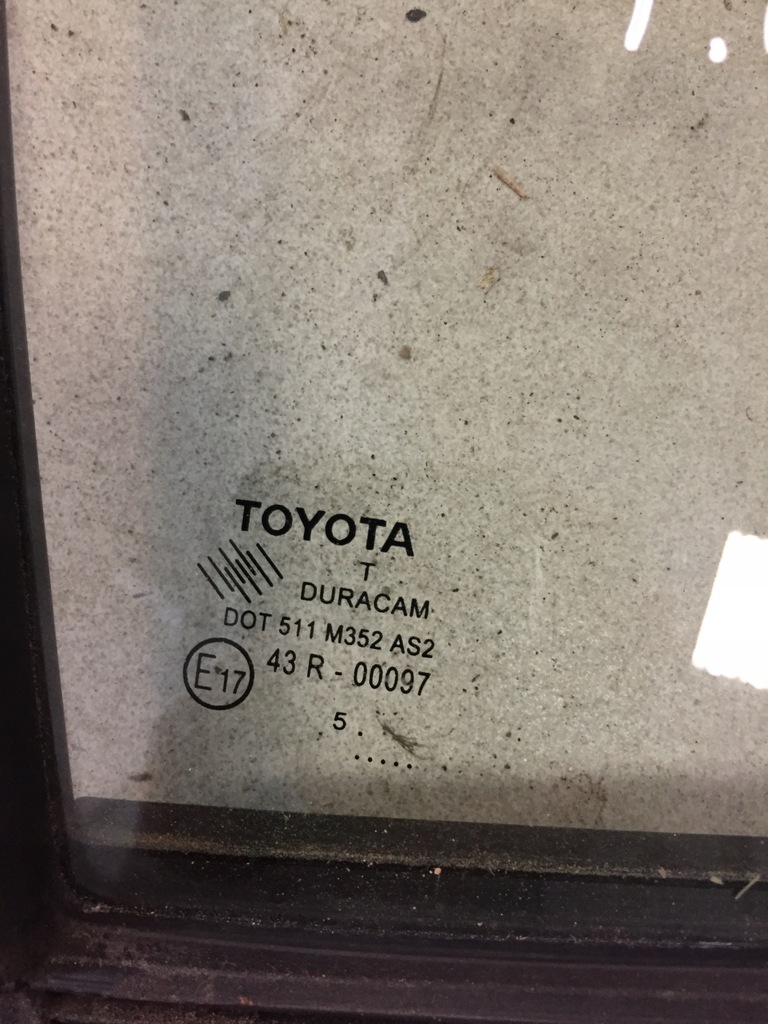 TOYOTA
T
DURACAM
DOT 511 M352 AS2
E17 43 R - 00097
5 .
.....